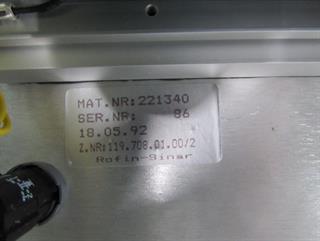 MAT.NR:221340
SER.NR: 86
18.05.92
Z.NR:119.708.01.00/2
Rofin-Sinar